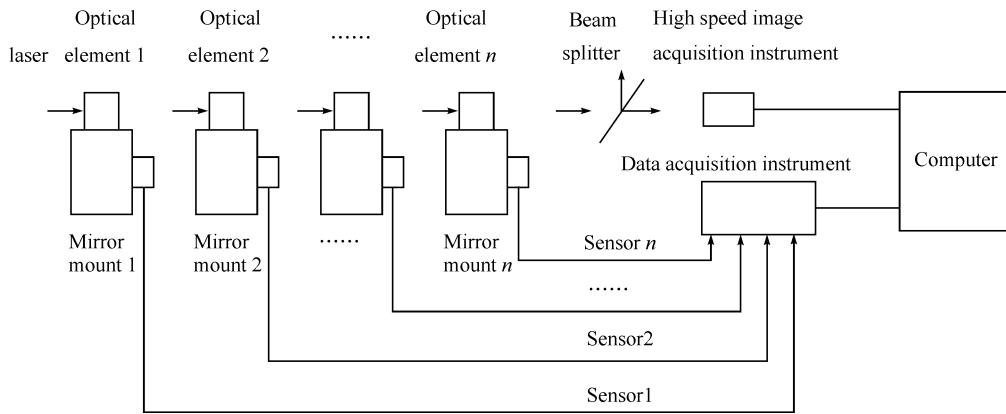 Optical
Optical
......
Optical
Beam
High speed image
laser
element 1
element 2
element n
splitter
acquisition instrument
Data acquisition instrument
Computer
Mirror
mount 1
Mirror
mount 2
......
Mirror
mount n
Sensor n
......
Sensor2
Sensor1